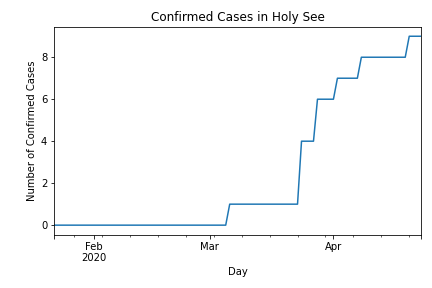 Confirmed Cases in Holy See
Number of Confirmed Cases
8
6
4
2
0
Feb Mar Apr
2020
Day